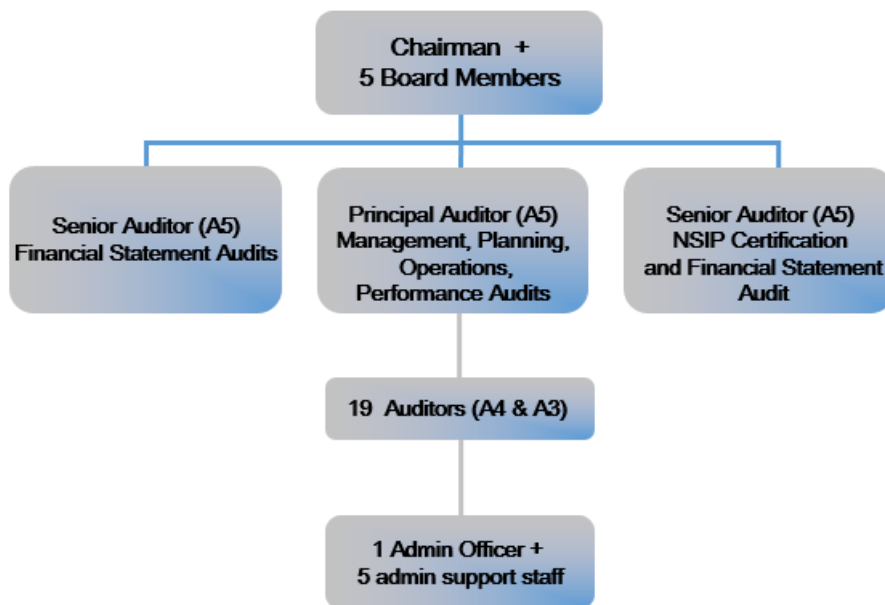 Chairman +
5 Board Members
Senior Auditor (A5)
Financial Statement Audits
Principal Auditor (A5)
Management, Planning,
Operations,
Performance Audits
Senior Auditor (A5)
NSIP Certification
and Financial Statement
Audit
19 Auditors (A4 & A3)
1 Admin Officer +
5 admin support staff